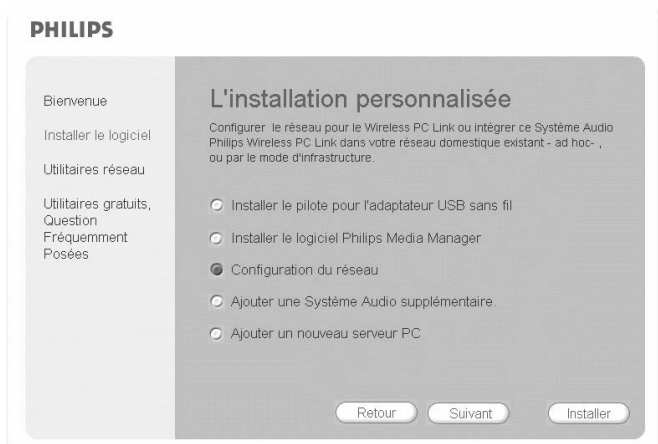 PHILIPS
Bienvenue
Installer le logiciel
Utilitaires réseau
Utilitaires gratuits,
Question
Fréquemment
Posées
L'installation personnalisée
Configurer le réseau pour le Wireless PC Link ou intégrer ce Système Audio
Philips Wireless PC Link dans votre réseau domestique existant - ad hoc- ,
ou par le mode d'infrastructure.
Installer le pilote pour l'adaptateur USB sans fil
Installer le logiciel Philips Media Manager
Configuration du réseau
Ajouter une Système Audio supplémentaire.
Ajouter un nouveau serveur PC
Retour
Suivant
Installer